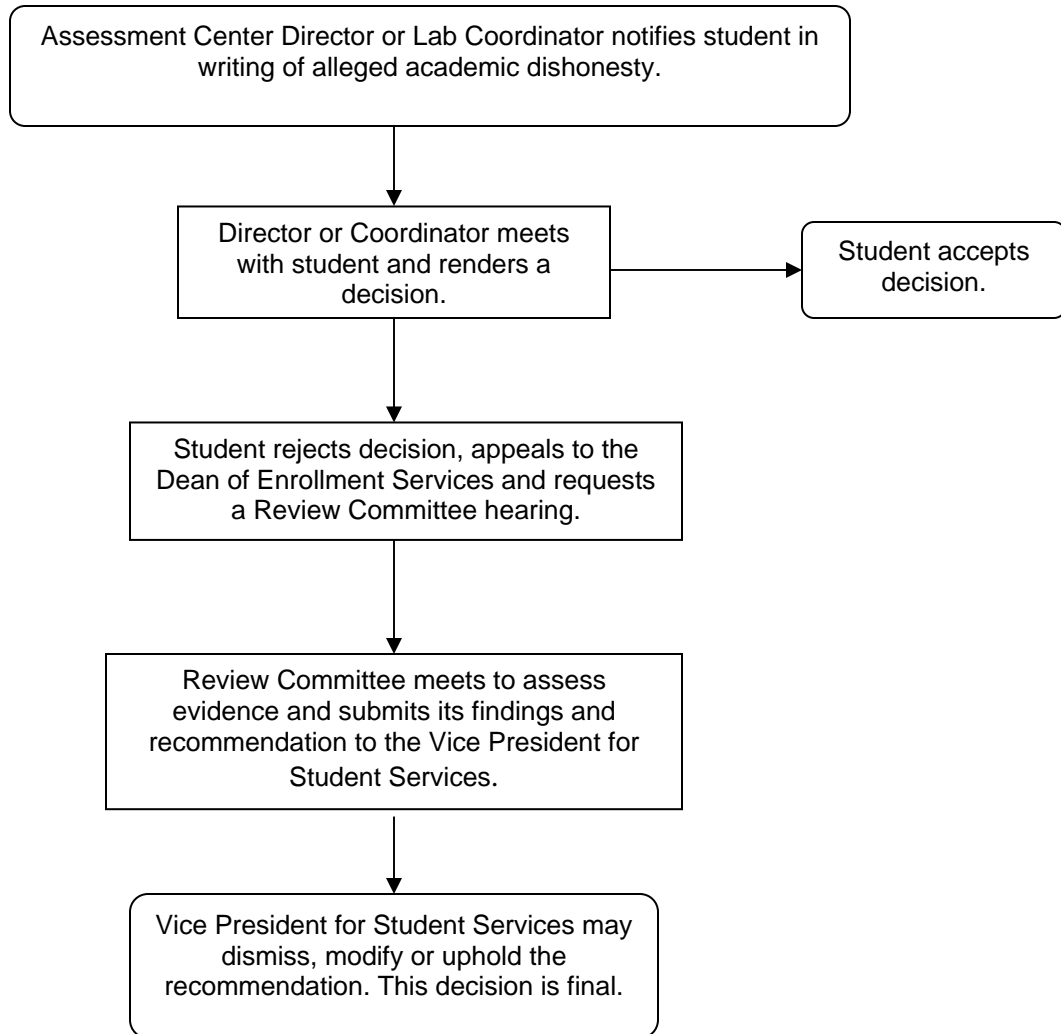 Assessment Center Director or Lab Coordinator notifies student in
writing of alleged academic dishonesty.
Director or Coordinator meets
with student and renders a
decision.
Student accepts
decision.
Student rejects decision, appeals to the
Dean of Enrollment Services and requests
a Review Committee hearing.
Review Committee meets to assess
evidence and submits its findings and
recommendation to the Vice President for
Student Services.
Vice President for Student Services may
dismiss, modify or uphold the
recommendation. This decision is final.